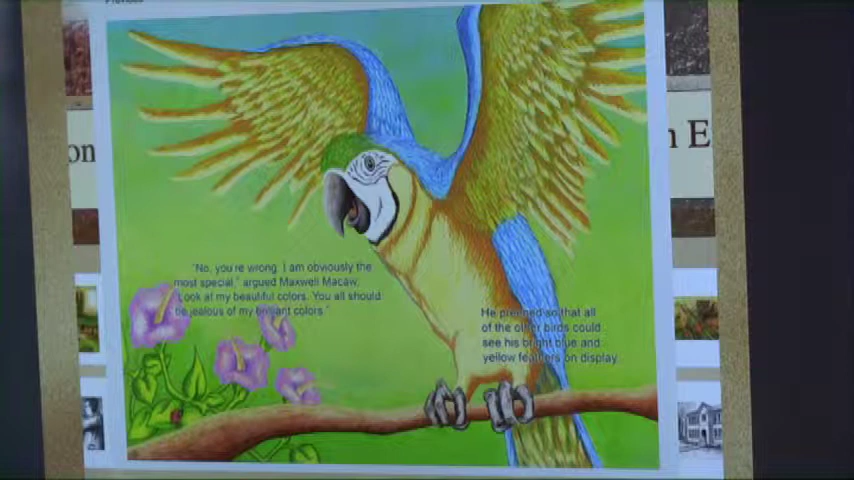 Preview
on
n E
"No, you're wrong. I am obviously the
most special," argued Maxwell Macaw.
"Look at my beautiful colors. You all should
be jealous of my brilliant colors."
He preened so that all
of the other birds could
see his bright blue and
yellow feathers on display.